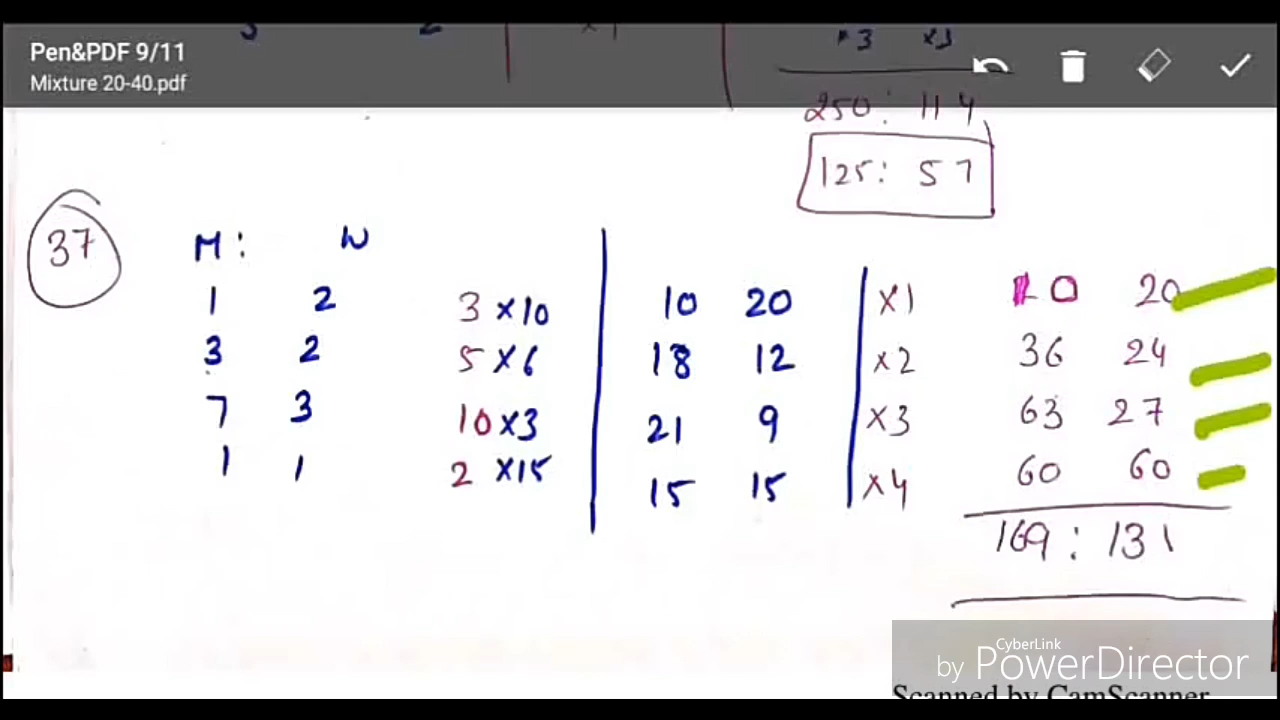 Pen&PDF 9/11
Mixture 20-40.pdf
×3 ×3
250: 114
125: 57
37
M: W
1 2 3 ×10 10 20 ×1 10 20
3 2 5 ×6 18 12 ×2 36 24
7 3 10 ×3 21 9 ×3 63 27
1 1 2 ×15 15 15 ×4 60 60
169 : 131
CyberLink
by PowerDirector
Scanned by CamScanner